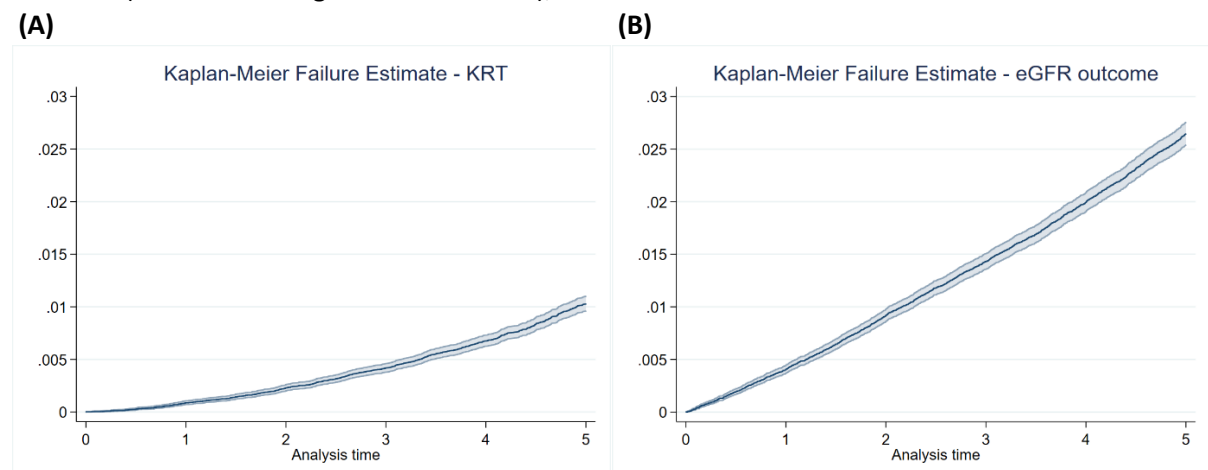 (A)
Kaplan-Meier Failure Estimate - KRT
.03
.025
.02
.015
.01
.005
0
0 1 2 3 4 5
Analysis time
(B)
Kaplan-Meier Failure Estimate - eGFR outcome
.03
.025
.02
.015
.01
.005
0
0 1 2 3 4 5
Analysis time